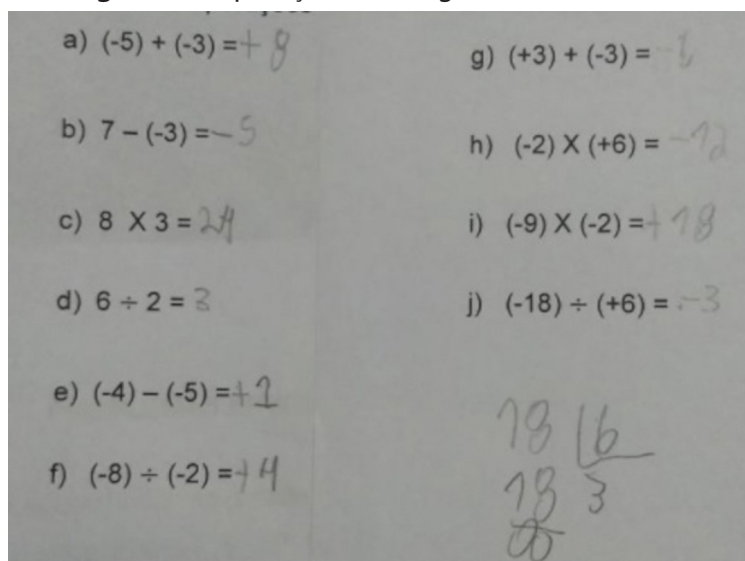 a) (-5) + (-3) = + 8
b) 7 – (-3) = - 5
c) 8 X 3 = 24
d) 6 ÷ 2 = 3
e) (-4) – (-5) = + 1
f) (-8) ÷ (-2) = + 4
g) (+3) + (-3) =
h) (-2) X (+6) = - 12
i) (-9) X (-2) = + 18
j) (-18) ÷ (+6) = - 3
18 6
18 3
00